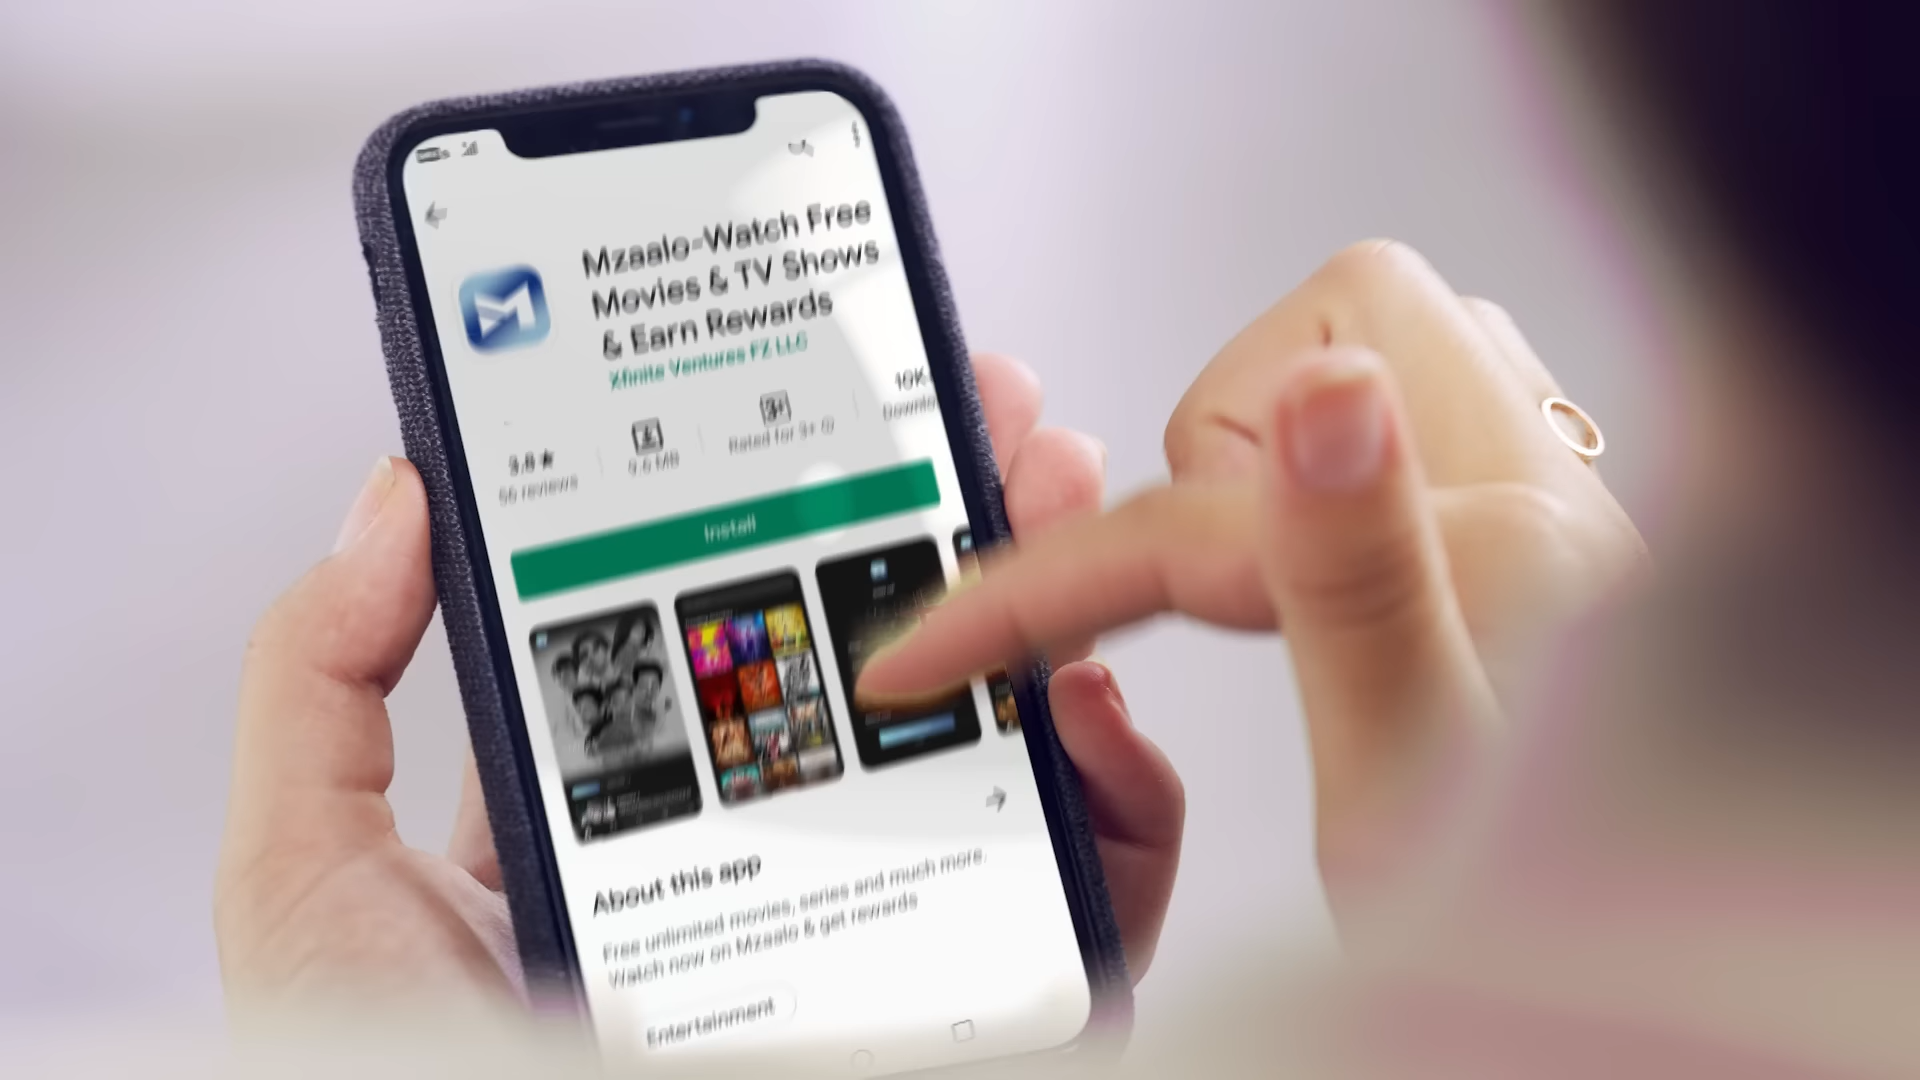 Mzaalo-Watch Free
Movies & TV Shows
& Earn Rewards
Xfinite Ventures FZ LLC
3.8★
56 reviews
9.6 MB
3+
Rated for 3+
10K
Downlo
Install
About this app
Free unlimited movies, series and much more.
Watch now on Mzaalo & get rewards
Entertainment